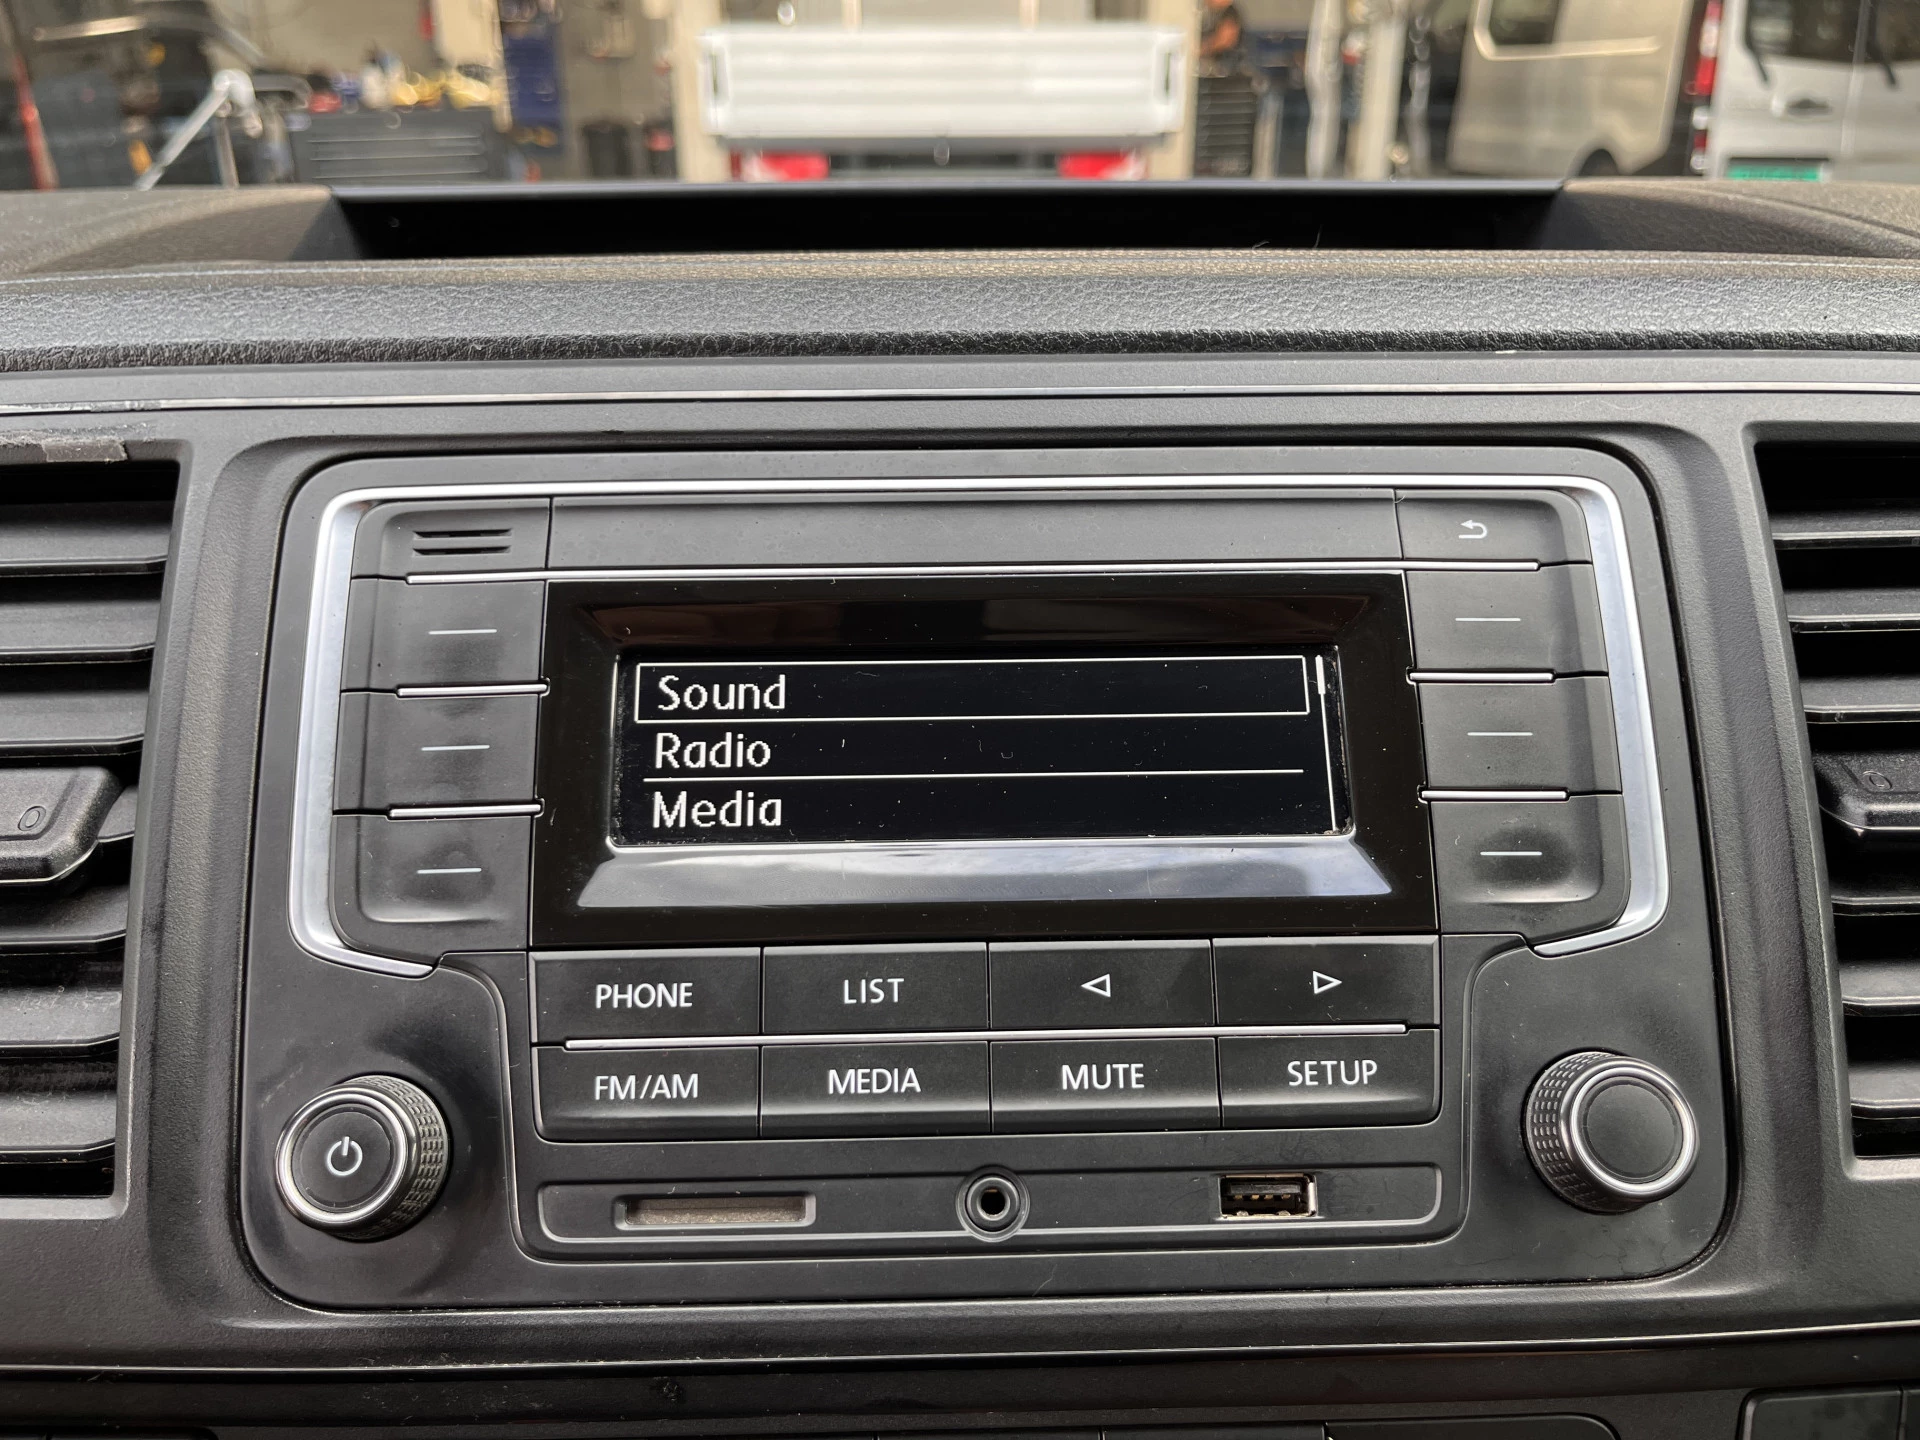 Sound
Radio
Media
PHONE LIST
FM/AM MEDIA MUTE SETUP